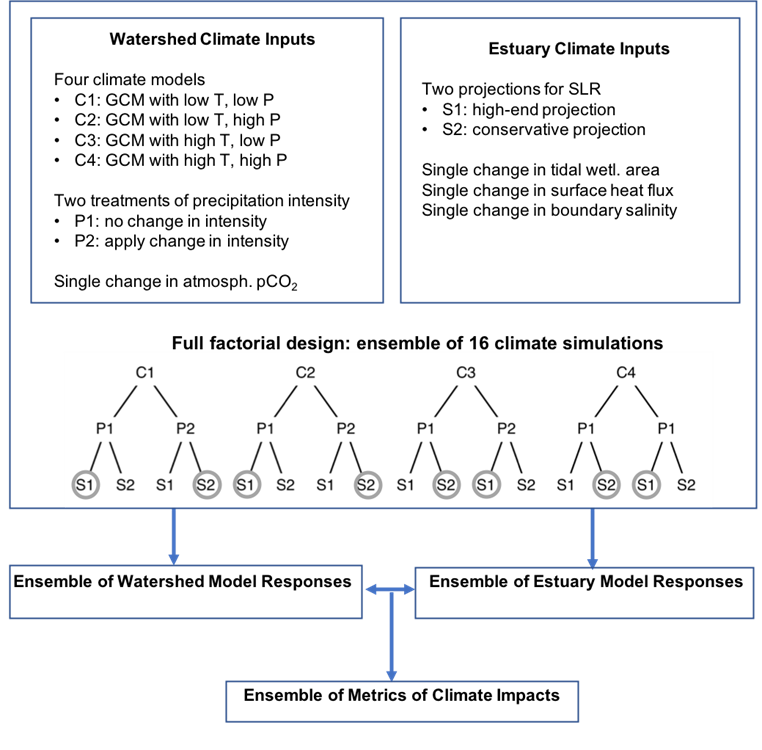 Watershed Climate Inputs
Four climate models
• C1: GCM with low T, low P
• C2: GCM with low T, high P
• C3: GCM with high T, low P
• C4: GCM with high T, high P
Two treatments of precipitation intensity
• P1: no change in intensity
• P2: apply change in intensity
Single change in atmosph. pCO₂
Estuary Climate Inputs
Two projections for SLR
• S1: high-end projection
• S2: conservative projection
Single change in tidal wetl. area
Single change in surface heat flux
Single change in boundary salinity
Full factorial design: ensemble of 16 climate simulations
C1 C2 C3 C4
P1 P2 P1 P2 P1 P2 P1 P1
S1 S2 S1 S2 S1 S2 S1 S2 S1 S2 S1 S2 S1 S2 S1 S2
Ensemble of Watershed Model Responses
Ensemble of Estuary Model Responses
Ensemble of Metrics of Climate Impacts